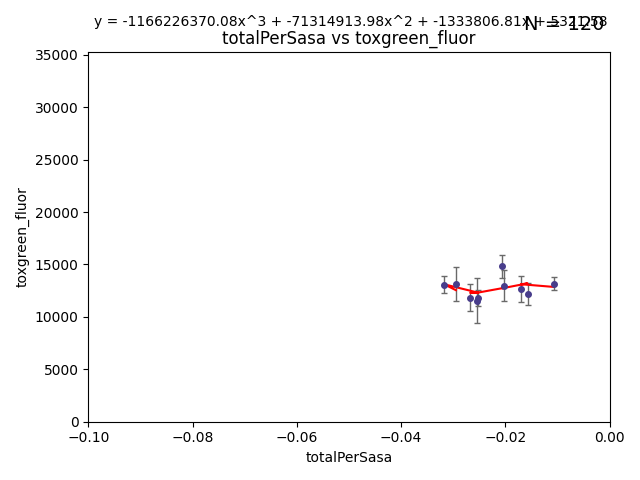 y = -1166226370.08x^3 + -71314913.98x^2 + -1333806.81x + 5321.53
N = 120
totalPerSasa vs toxgreen_fluor
35000
30000
25000
20000
15000
10000
5000
0
toxgreen_fluor
−0.10 −0.08 −0.06 −0.04 −0.02 0.00
totalPerSasa